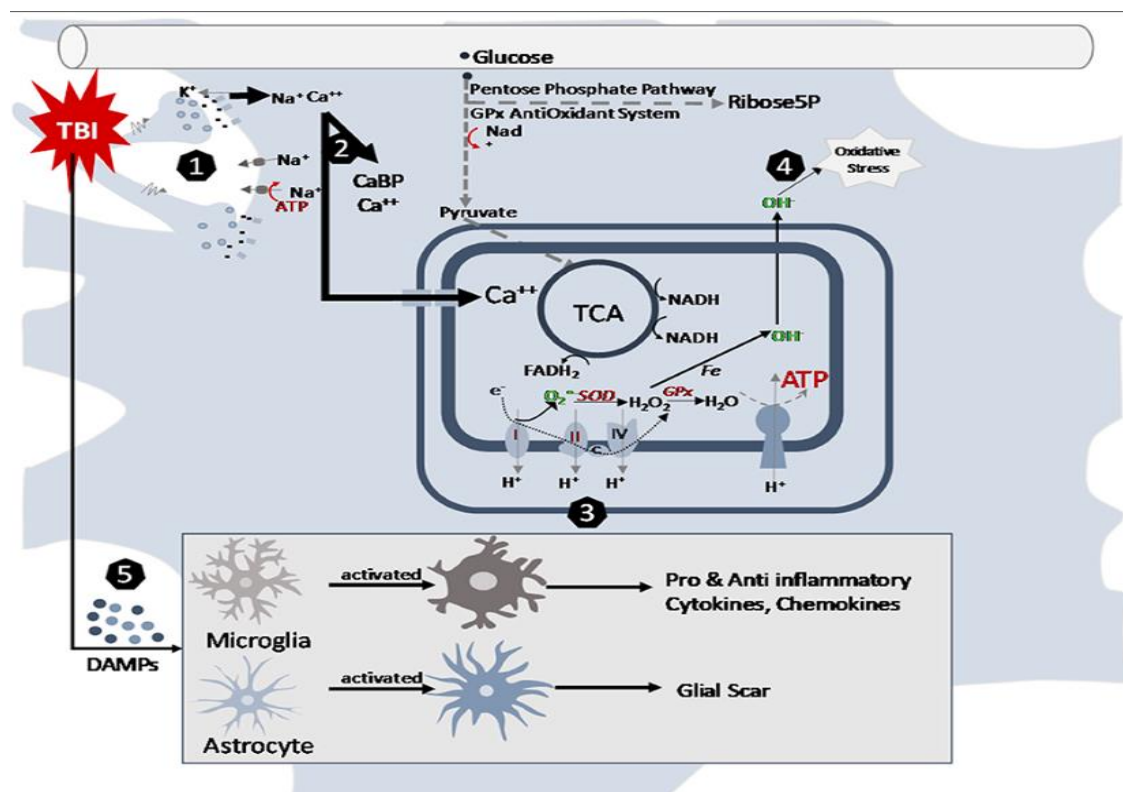 Glucose
Pentose Phosphate Pathway
Ribose5P
GPx AntiOxidant System
Nad
+
TBI
K⁺
Na⁺ Ca⁺⁺
1
2
Na⁺
Na⁺
ATP
CaBP
Ca⁺⁺
Pyruvate
4
Oxidative
Stress
OH⁻
Ca⁺⁺
TCA
NADH
NADH
FADH₂
OH⁻
Fe
ATP
e⁻
O₂•
SOD
H₂O₂
GPx
H₂O
I
II
IV
e
H⁺
H⁺
H⁺
H⁺
3
5
DAMPs
Microglia
activated
Pro & Anti inflammatory
Cytokines, Chemokines
Astrocyte
activated
Glial Scar